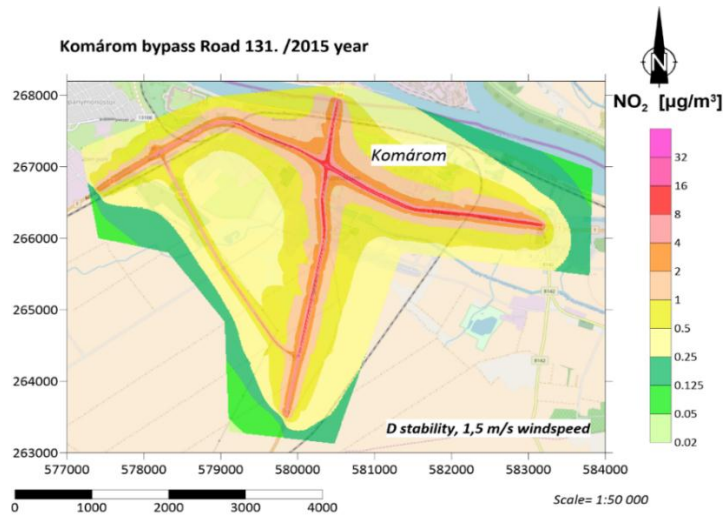 Komárom bypass Road 131. /2015 year
N
NO₂ [µg/m³]
268000
267000
266000
265000
264000
263000
577000 578000 579000 580000 581000 582000 583000 584000
Komárom
D stability, 1,5 m/s windspeed
32
16
8
4
2
1
0.5
0.25
0.125
0.05
0.02
0 1000 2000 3000 4000
Scale= 1:50 000